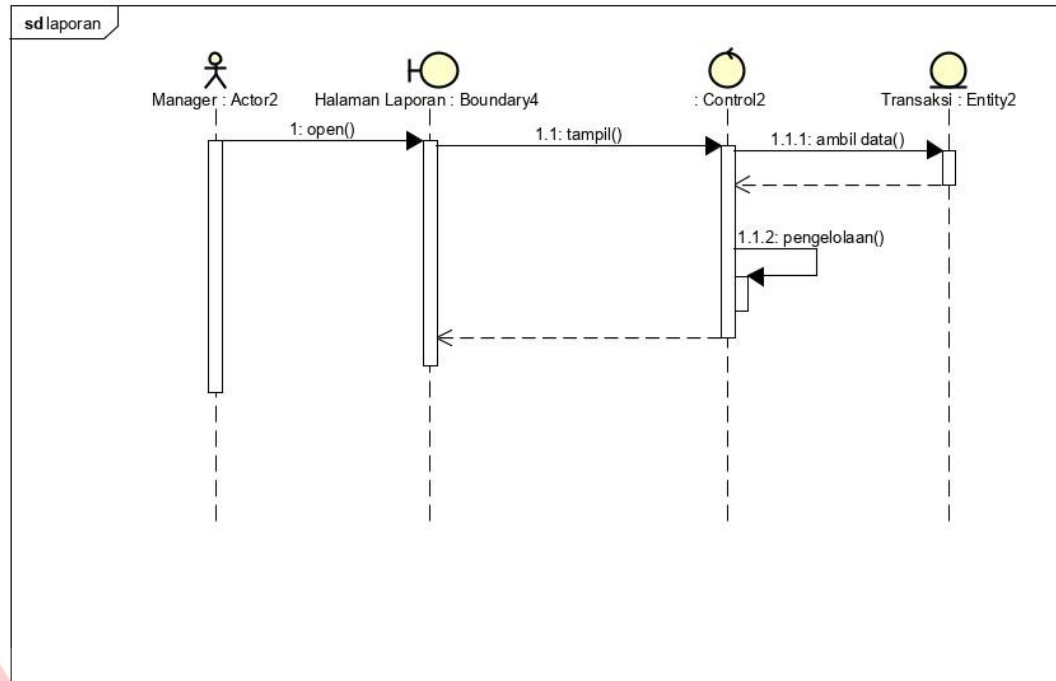 sd laporan
Manager : Actor2
Halaman Laporan : Boundary4
: Control2
Transaksi : Entity2
1: open()
1.1: tampil()
1.1.1: ambil data()
1.1.2: pengelolaan()